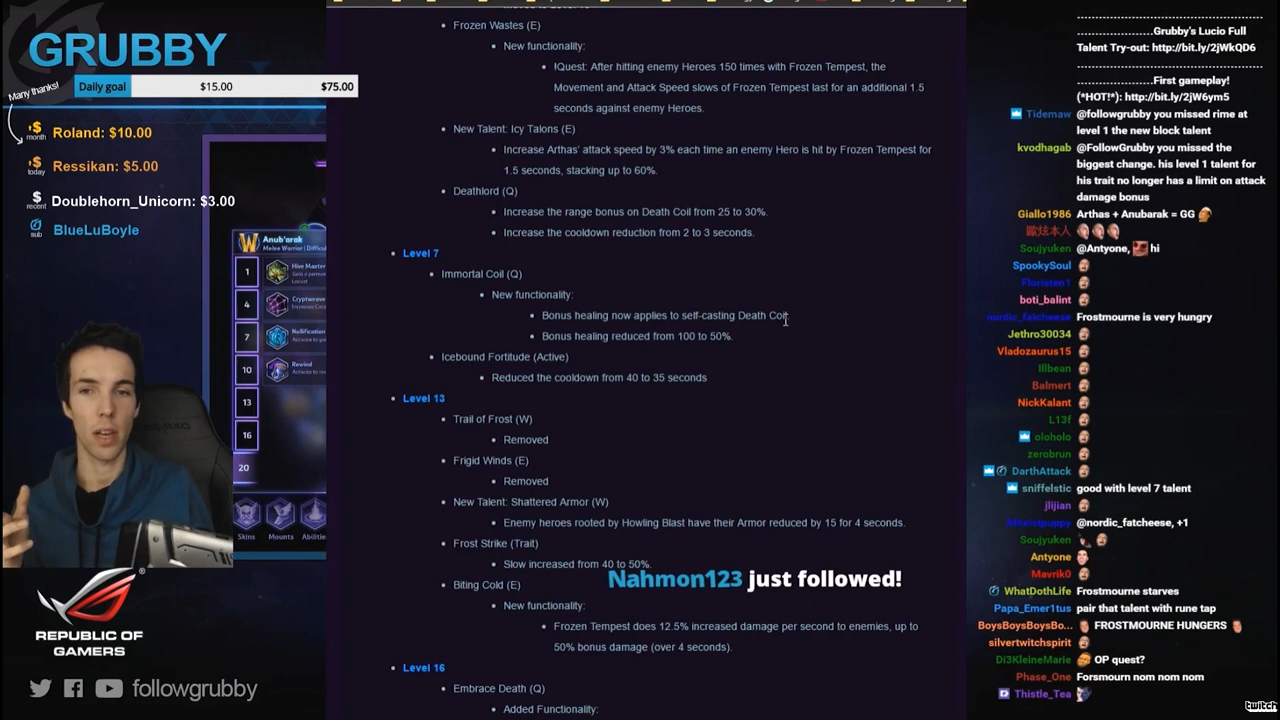 GRUBBY
Many thanks!
Daily goal
$15.00
$75.00
$
month
Roland: $10.00
$
today
Ressikan: $5.00
$
recent
Doublehorn_Unicorn: $3.00
sub
BlueLuBoyle
Anub'arak
1
Hive Master
4
Cryptweave
7
Nullification
10
Rewind
13
16
20
Skins
Mounts
Abilities
REPUBLIC OF
GAMERS
®
followgrubby
Frozen Wastes (E)
New functionality:
!Quest: After hitting enemy Heroes 150 times with Frozen Tempest, the
Movement and Attack Speed slows of Frozen Tempest last for an additional 1.5
seconds against enemy Heroes.
New Talent: Icy Talons (E)
Increase Arthas' attack speed by 3% each time an enemy Hero is hit by Frozen Tempest for
1.5 seconds, stacking up to 60%.
Deathlord (Q)
Increase the range bonus on Death Coil from 25 to 30%.
Increase the cooldown reduction from 2 to 3 seconds.
Level 7
Immortal Coil (Q)
New functionality:
Bonus healing now applies to self-casting Death Coil.
Bonus healing reduced from 100 to 50%.
Icebound Fortitude (Active)
Reduced the cooldown from 40 to 35 seconds
Level 13
Trail of Frost (W)
Removed
Frigid Winds (E)
Removed
New Talent: Shattered Armor (W)
Enemy heroes rooted by Howling Blast have their Armor reduced by 15 for 4 seconds.
Frost Strike (Trait)
Slow increased from 40 to 50%.
Nahmon123 just followed!
Biting Cold (E)
New functionality:
Frozen Tempest does 12.5% increased damage per second to enemies, up to
50% bonus damage (over 4 seconds).
Level 16
Embrace Death (Q)
Added Functionality:
Grubby's Lucio Full
Talent Try-out: http://bit.ly/2jWkQD6
First gameplay!
(*HOT!*): http://bit.ly/2jW6ym5
Tidemaw @followgrubby you missed rime at
level 1 the new block talent
kvodhagab @FollowGrubby you missed the
biggest change. his level 1 talent for
his trait no longer has a limit on attack
damage bonus
Giallo1986 Arthas + Anubarak = GG
歐炫本人
Soujyuken @Antyone, hi
SpookySoul
Floristen1
boti_balint
nordic_fatcheese Frostmourne is very hungry
Jethro30034
Vladozaurus15
Illbean
Balmert
NickKalant
L13f
oloholo
zerobrun
DarthAttack
sniffelstic good with level 7 talent
jlijian
@nordic_fatcheese, +1
Soujyuken
Antyone
Mavrik0
WhatDothLife Frostmourne starves
Papa_Emer1tus pair that talent with rune tap
BoysBoysBoysBo... FROSTMOURNE HUNGERS
silvertwitchspirit
Di3KleineMarie OP quest?
Phase_One Forsmourn nom nom nom
Thistle_Tea
twitch